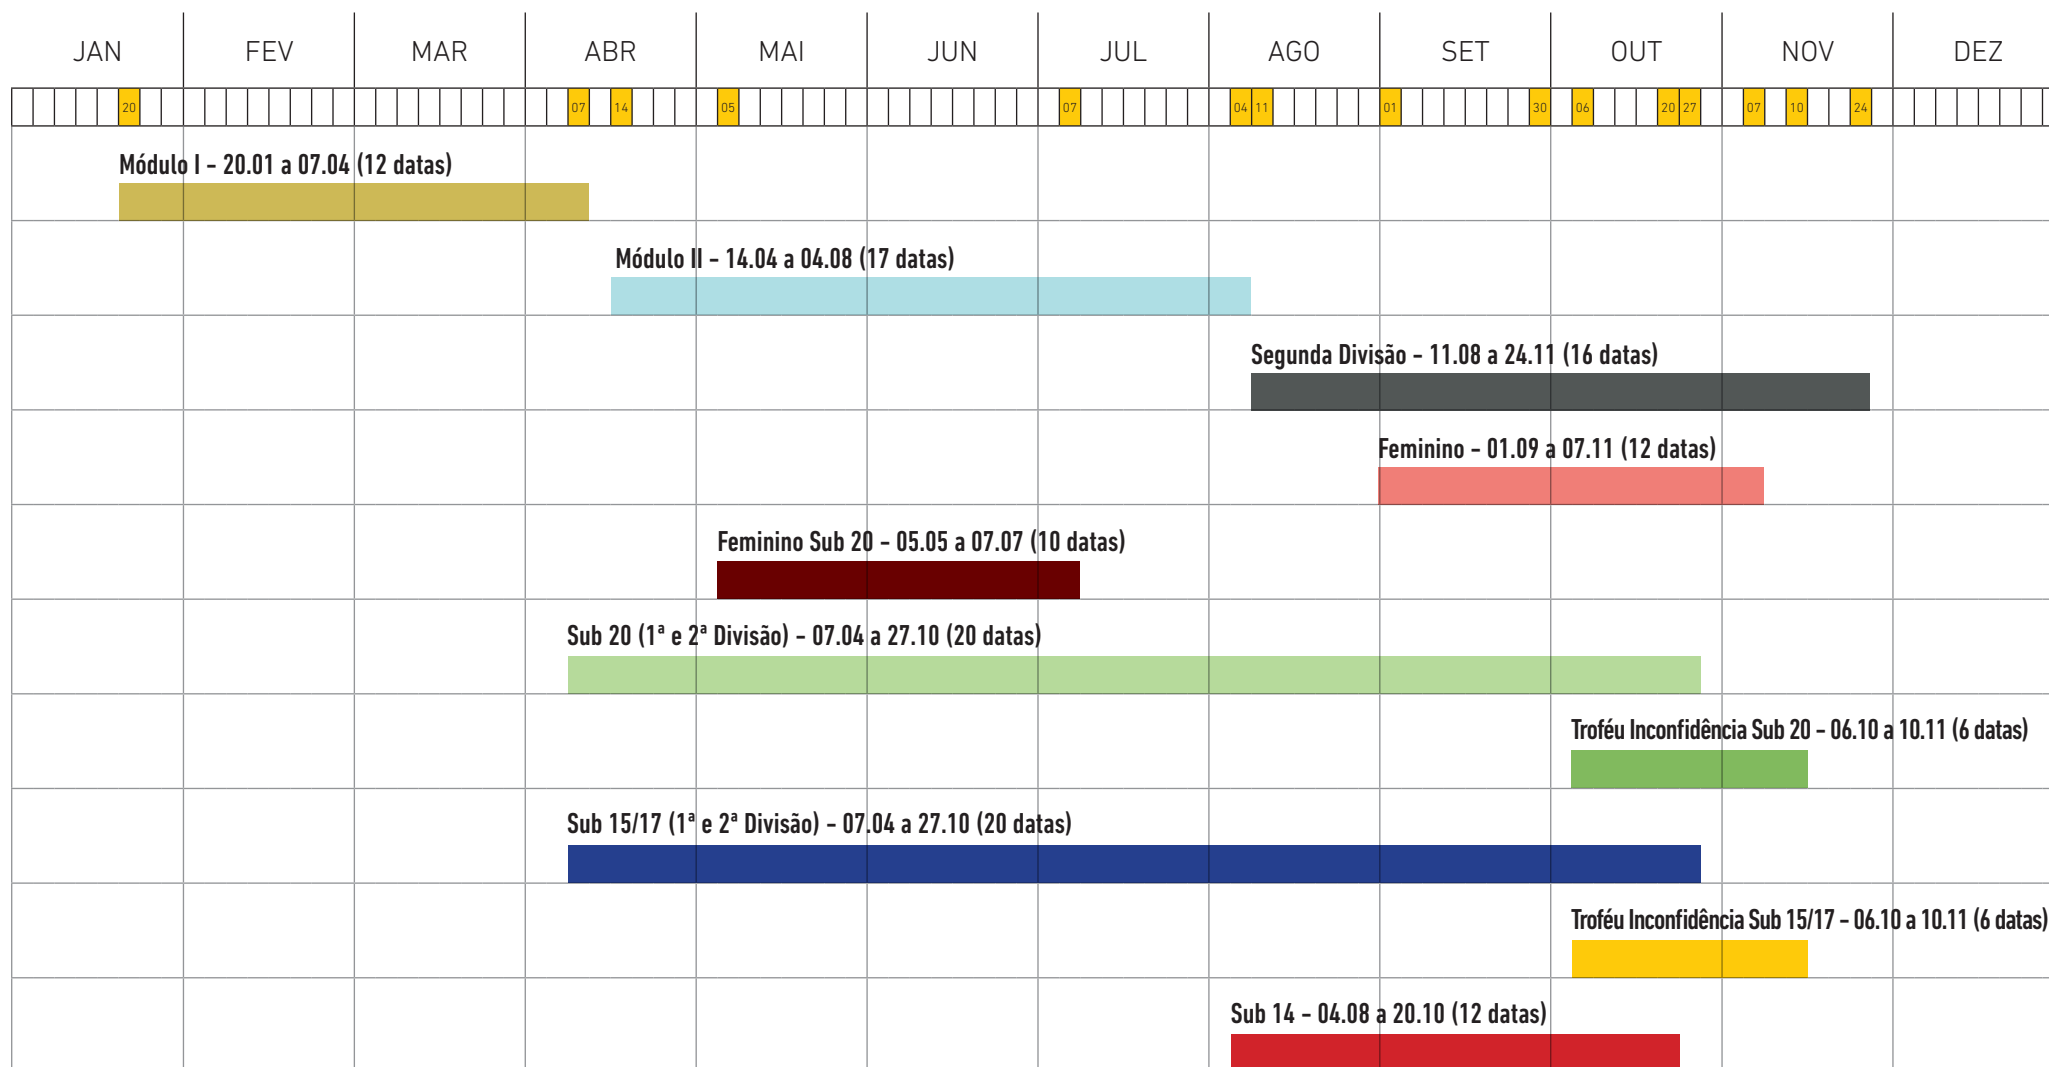 JAN FEV MAR ABR MAI JUN JUL AGO SET OUT NOV DEZ
20 07 14 05 07 04 11 01 30 06 20 27 07 10 24
Módulo I - 20.01 a 07.04 (12 datas)
Módulo II - 14.04 a 04.08 (17 datas)
Segunda Divisão - 11.08 a 24.11 (16 datas)
Feminino - 01.09 a 07.11 (12 datas)
Feminino Sub 20 - 05.05 a 07.07 (10 datas)
Sub 20 (1ª e 2ª Divisão) - 07.04 a 27.10 (20 datas)
Troféu Inconfidência Sub 20 - 06.10 a 10.11 (6 datas)
Sub 15/17 (1ª e 2ª Divisão) - 07.04 a 27.10 (20 datas)
Troféu Inconfidência Sub 15/17 - 06.10 a 10.11 (6 datas)
Sub 14 - 04.08 a 20.10 (12 datas)